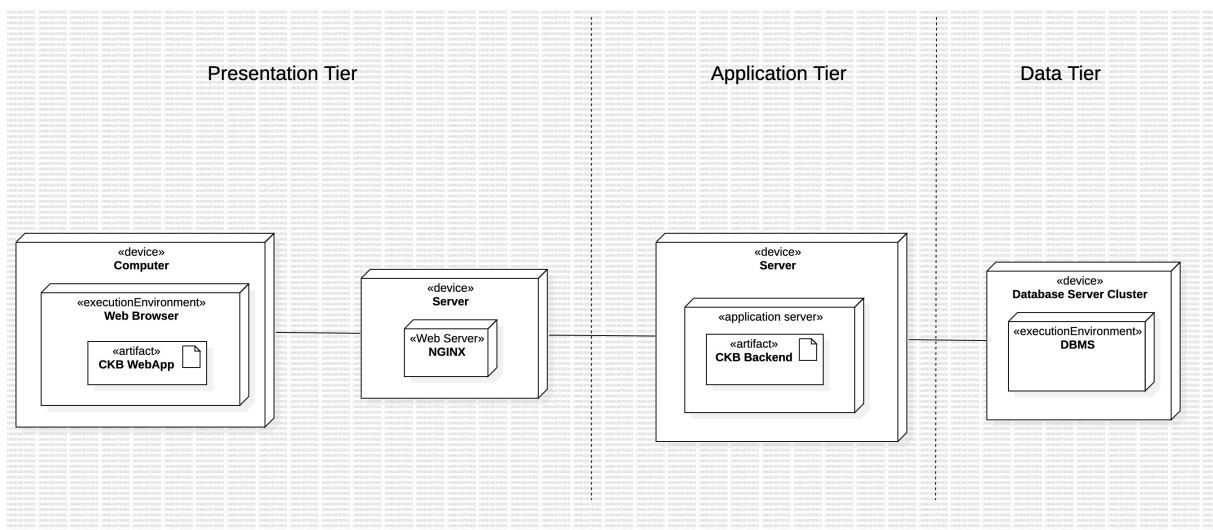 Presentation Tier
Application Tier
Data Tier
«device»
Computer
«executionEnvironment»
Web Browser
«artifact»
CKB WebApp
«device»
Server
«Web Server»
NGINX
«device»
Server
«application server»
«artifact»
CKB Backend
«device»
Database Server Cluster
«executionEnvironment»
DBMS